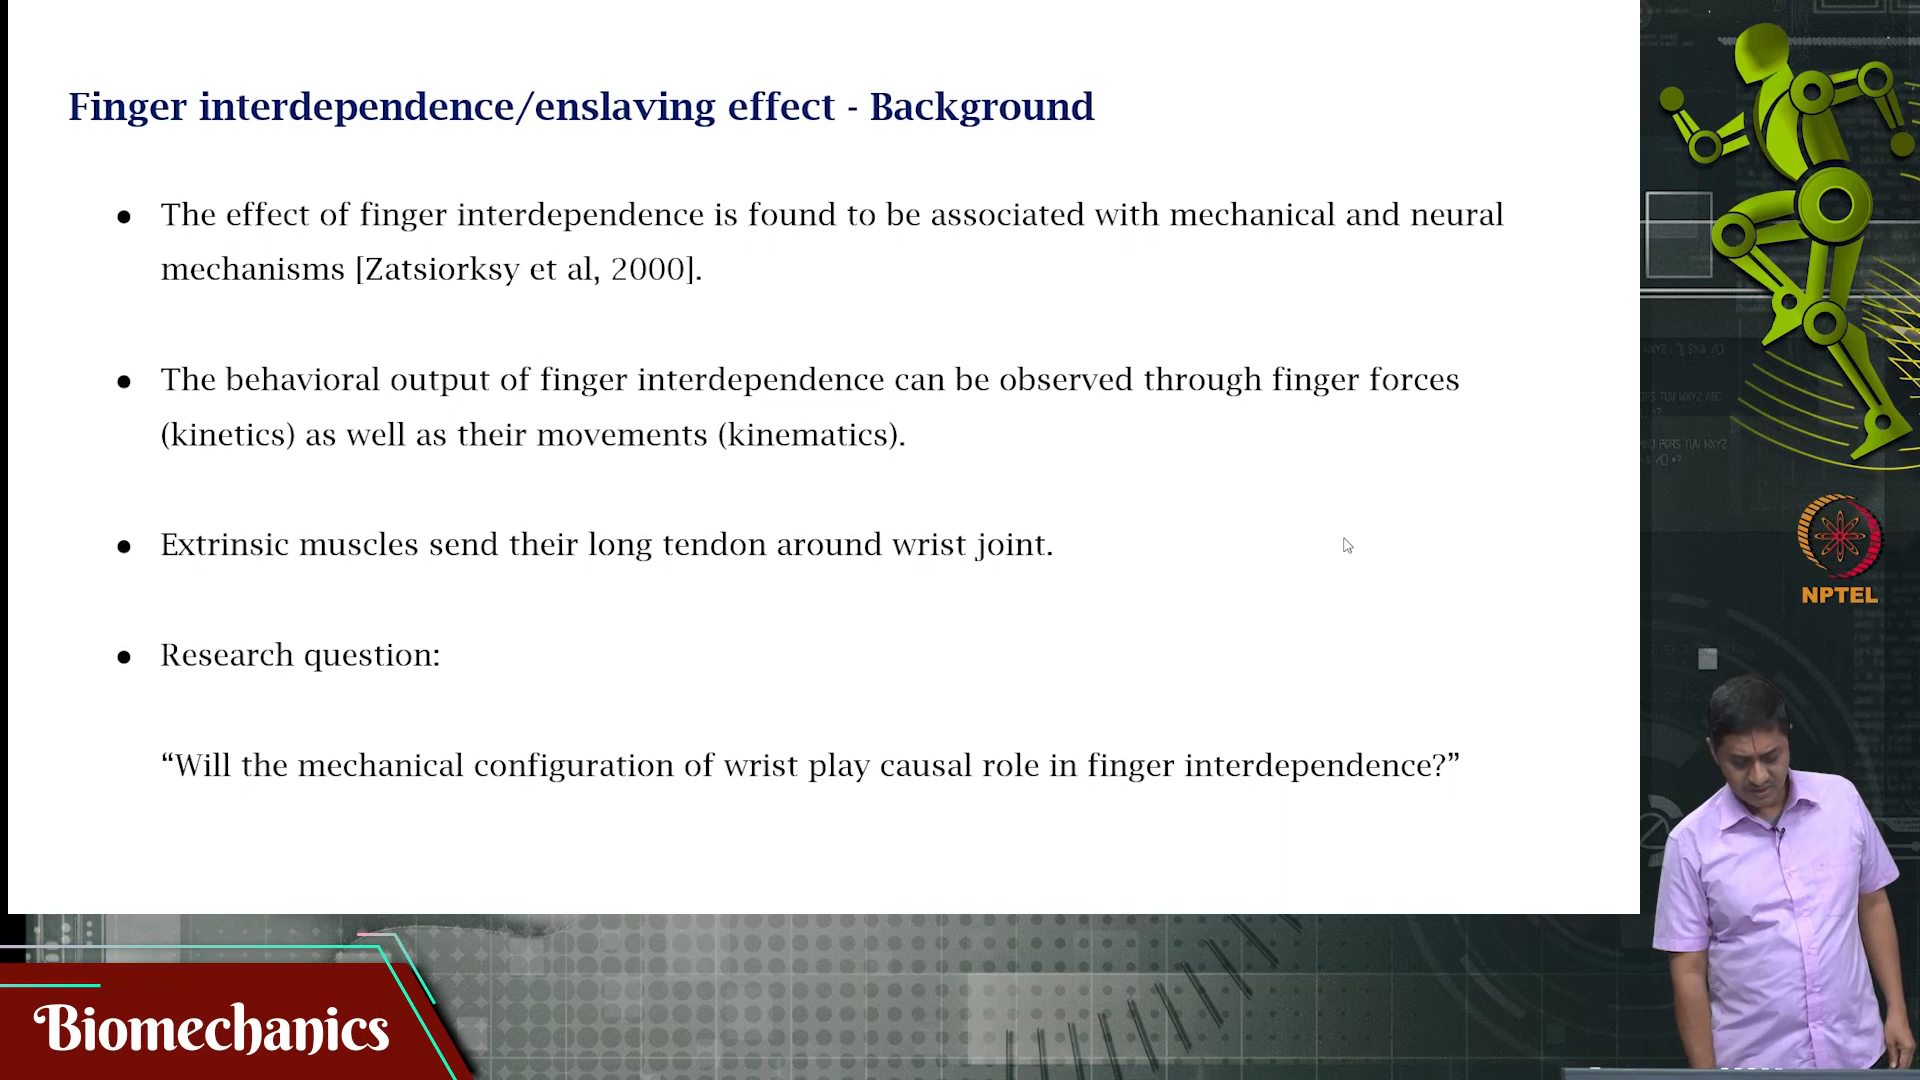 Finger interdependence/enslaving effect - Background
● The effect of finger interdependence is found to be associated with mechanical and neural
mechanisms [Zatsiorksy et al, 2000].
● The behavioral output of finger interdependence can be observed through finger forces
(kinetics) as well as their movements (kinematics).
● Extrinsic muscles send their long tendon around wrist joint.
● Research question:
“Will the mechanical configuration of wrist play causal role in finger interdependence?”
NPTEL
Biomechanics